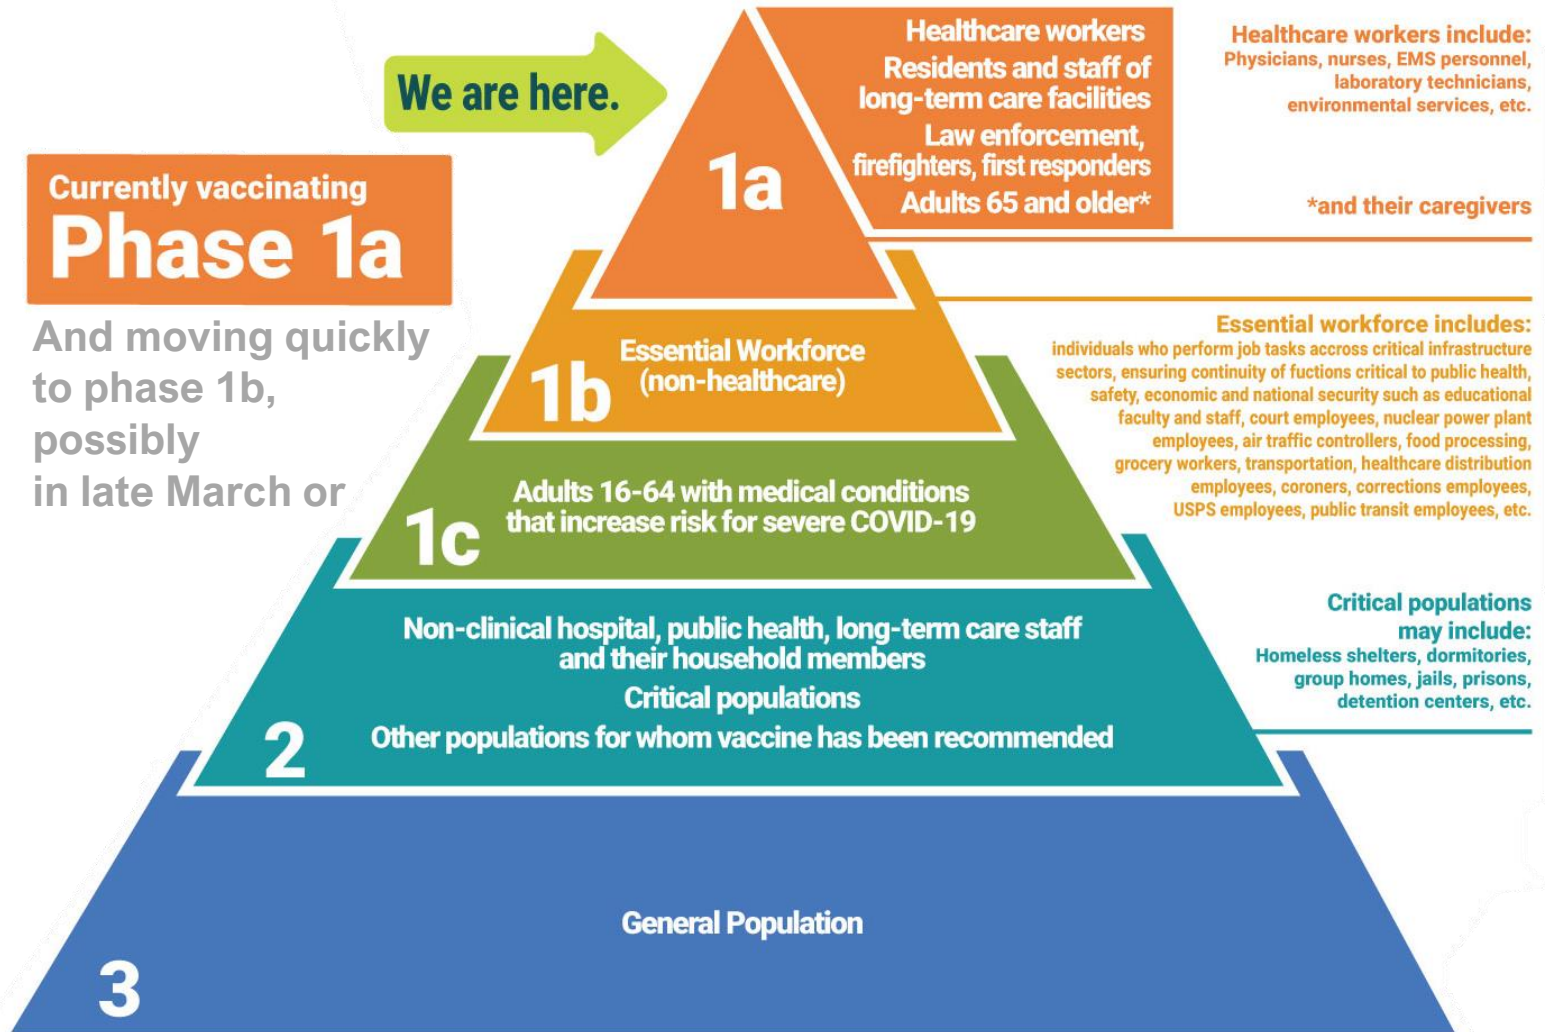 We are here.
Currently vaccinating
Phase 1a
And moving quickly
to phase 1b,
possibly
in late March or
1a
Healthcare workers
Residents and staff of
long-term care facilities
Law enforcement,
firefighters, first responders
Adults 65 and older*
Healthcare workers include:
Physicians, nurses, EMS personnel,
laboratory technicians,
environmental services, etc.
*and their caregivers
1b
Essential Workforce
(non-healthcare)
Essential workforce includes:
individuals who perform job tasks accross critical infrastructure
sectors, ensuring continuity of fuctions critical to public health,
safety, economic and national security such as educational
faculty and staff, court employees, nuclear power plant
employees, air traffic controllers, food processing,
grocery workers, transportation, healthcare distribution
employees, coroners, corrections employees,
USPS employees, public transit employees, etc.
1c
Adults 16-64 with medical conditions
that increase risk for severe COVID-19
2
Non-clinical hospital, public health, long-term care staff
and their household members
Critical populations
Other populations for whom vaccine has been recommended
Critical populations
may include:
Homeless shelters, dormitories,
group homes, jails, prisons,
detention centers, etc.
3
General Population